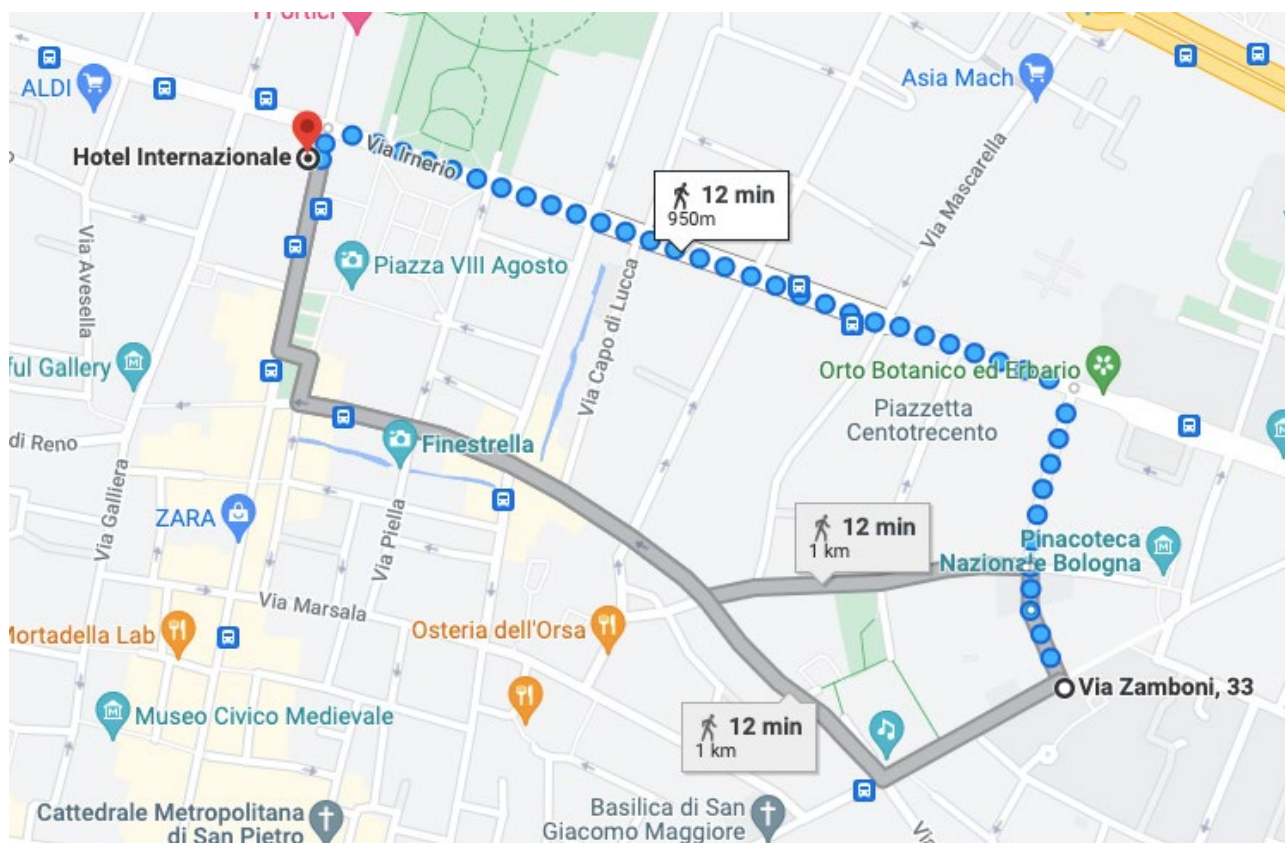 I Portici
ALDI
Asia Mach
Hotel Internazionale
Via Irnerio
12 min
950m
Via Mascarella
Via Avesella
Piazza VIII Agosto
Via Capo di Lucca
ful Gallery
Orto Botanico ed Erbario
Piazzetta
Centotrecento
di Reno
Finestrella
Via Galliera
ZARA
Via Piella
12 min
1 km
Pinacoteca
Nazionale Bologna
Via Marsala
Mortadella Lab
Osteria dell'Orsa
Via Zamboni, 33
Museo Civico Medievale
12 min
1 km
Cattedrale Metropolitana
di San Pietro
Basilica di San
Giacomo Maggiore
Via